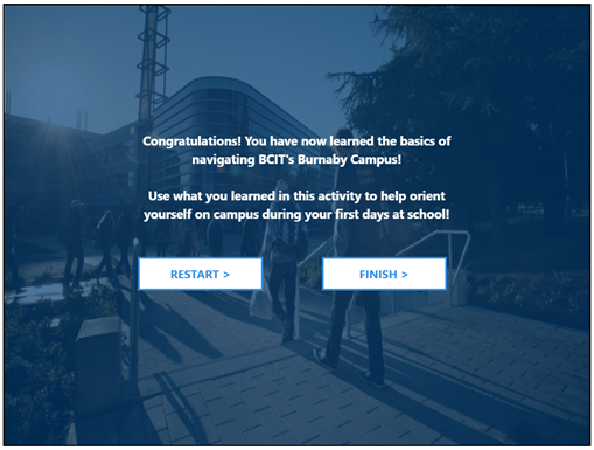 Congratulations! You have now learned the basics of
navigating BCIT's Burnaby Campus!
Use what you learned in this activity to help orient
yourself on campus during your first days at school!
RESTART >
FINISH >